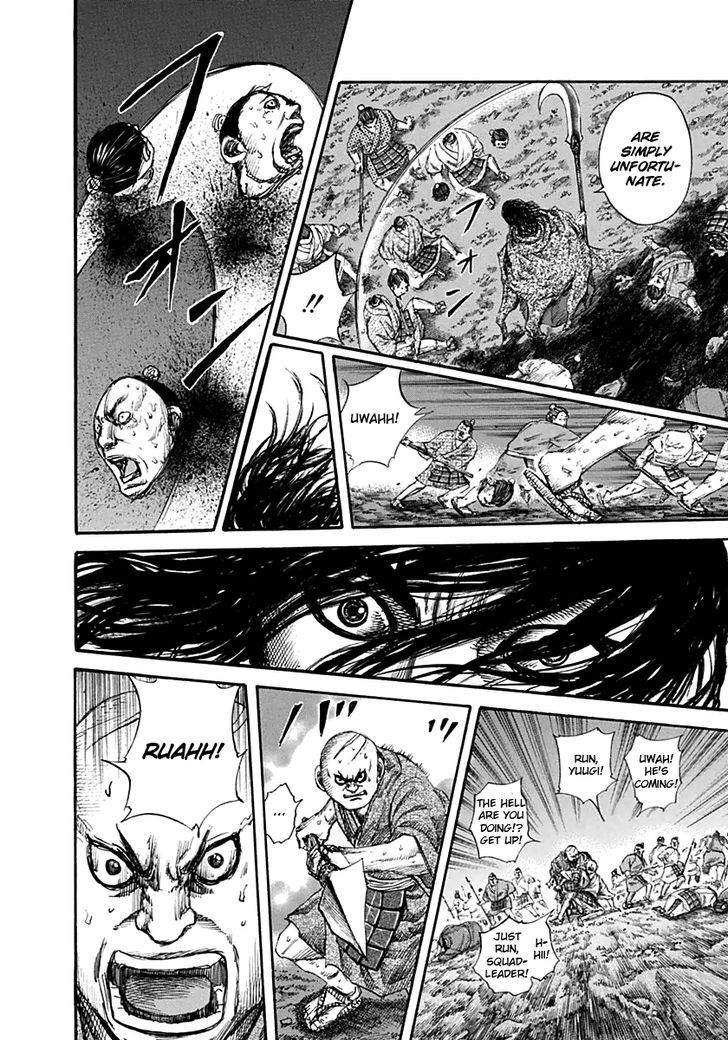 ARE
SIMPLY
UNFORTU-
NATE.
!!
UWAHH!
UWAH!
HE'S
COMING!
RUN,
YUUGI!
THE HELL
ARE YOU
DOING!?
GET UP!
H-
HII!
JUST
RUN,
SQUAD-
LEADER!
...
RUAHH!